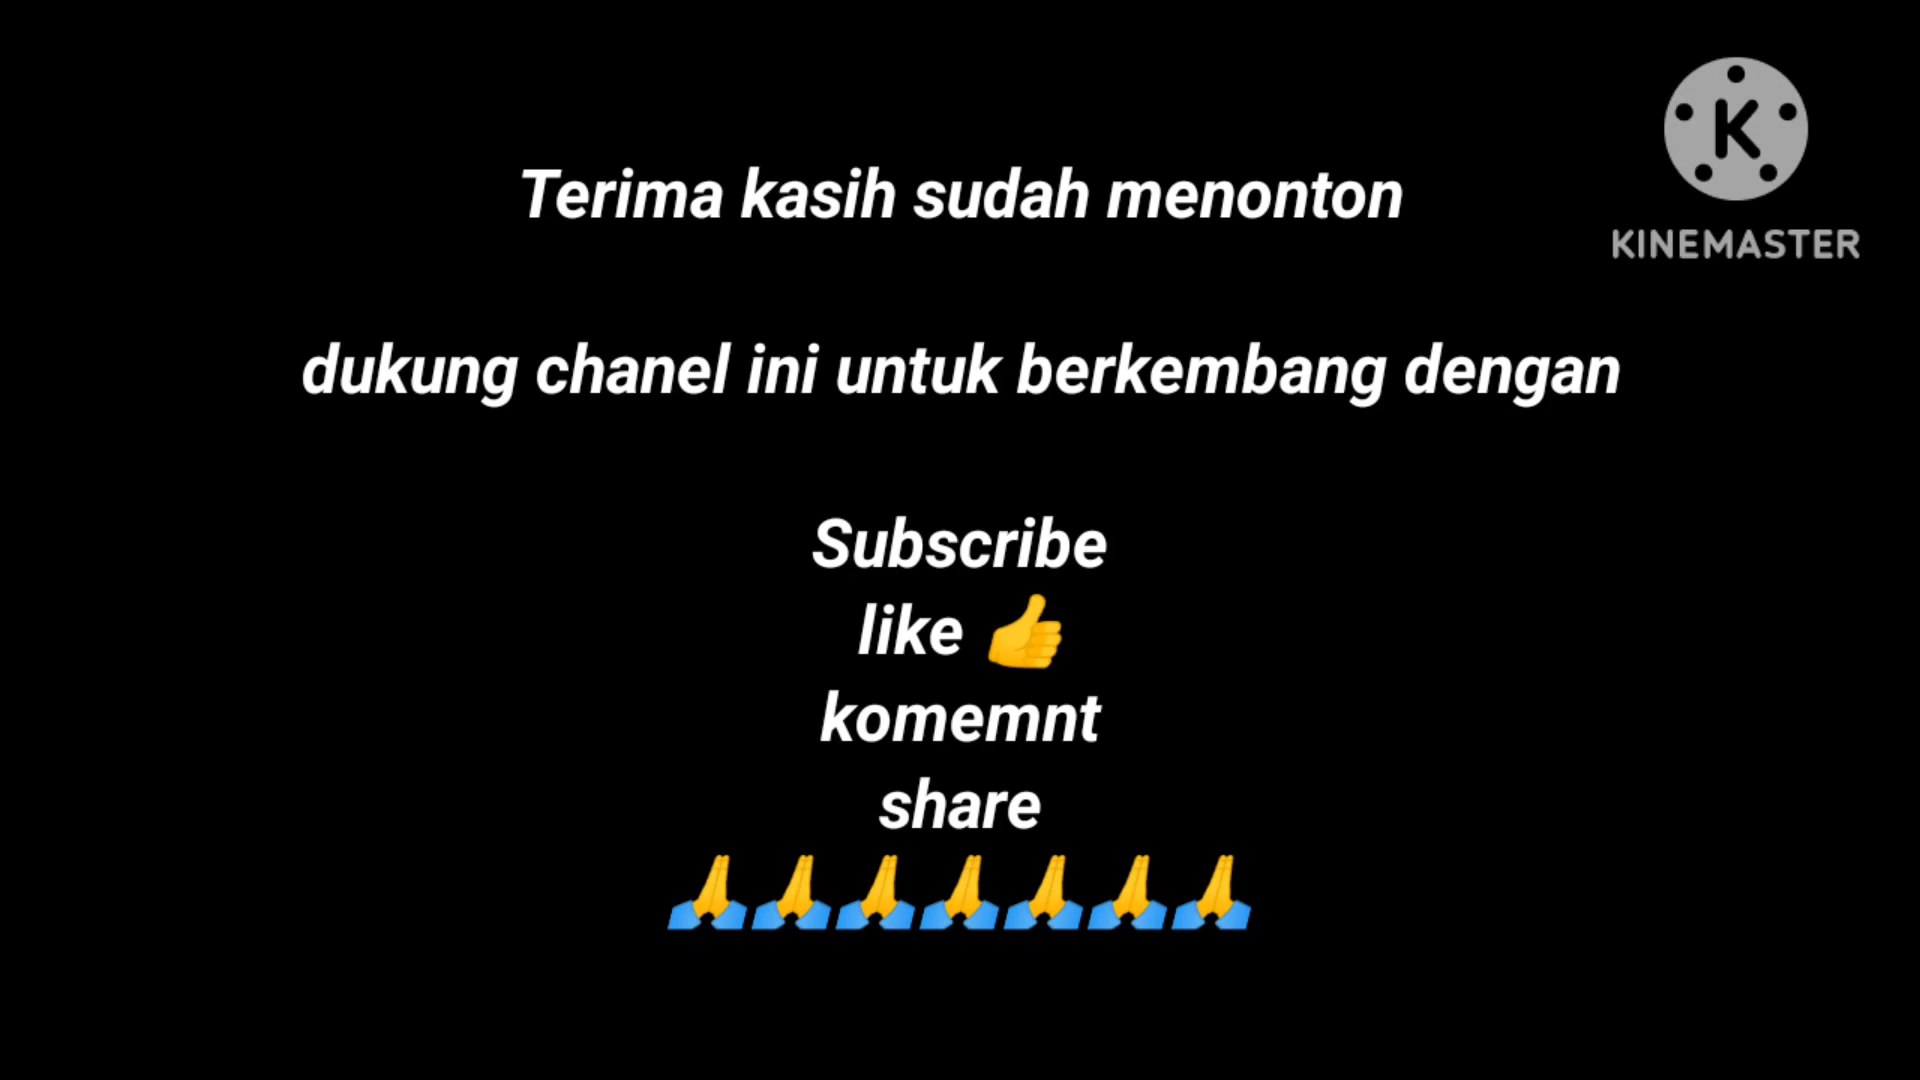 Terima kasih sudah menonton
K
KINEMASTER
dukung chanel ini untuk berkembang dengan
Subscribe
like 👍
komemnt
share
🙏🙏🙏🙏🙏🙏🙏